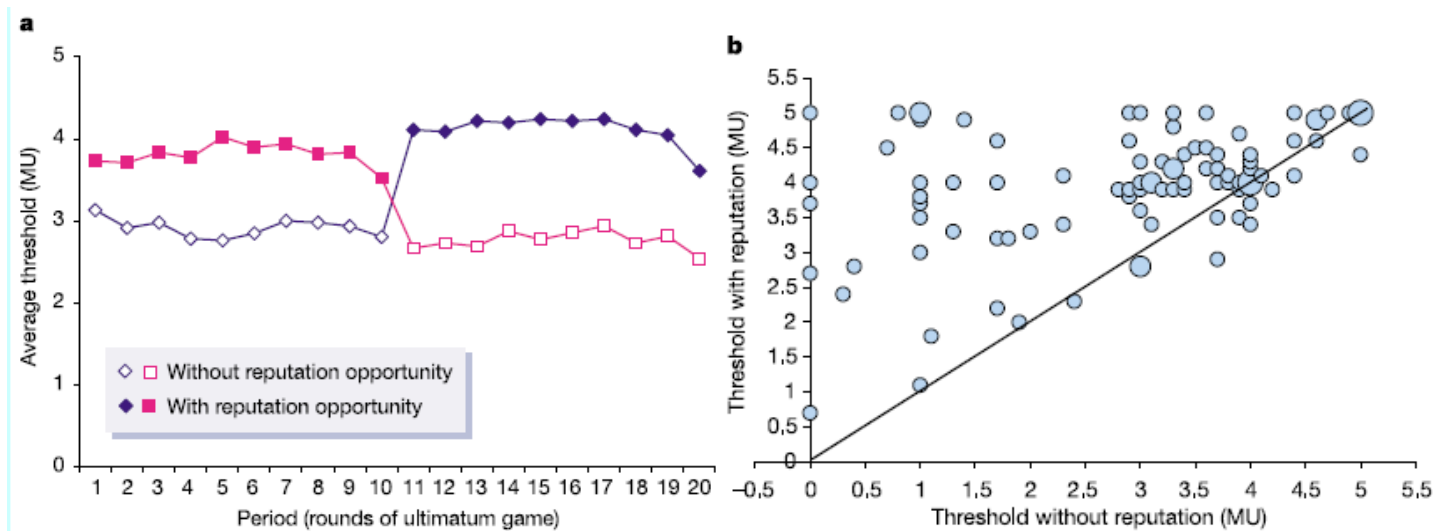 a
5
4
3
2
1
0
Average threshold (MU)
Without reputation opportunity
With reputation opportunity
1 2 3 4 5 6 7 8 9 10 11 12 13 14 15 16 17 18 19 20
Period (rounds of ultimatum game)
b
5.5
5
4.5
4
3.5
3
2.5
2
1.5
1
0.5
0
Threshold with reputation (MU)
–0.5 0 0.5 1 1.5 2 2.5 3 3.5 4 4.5 5 5.5
Threshold without reputation (MU)